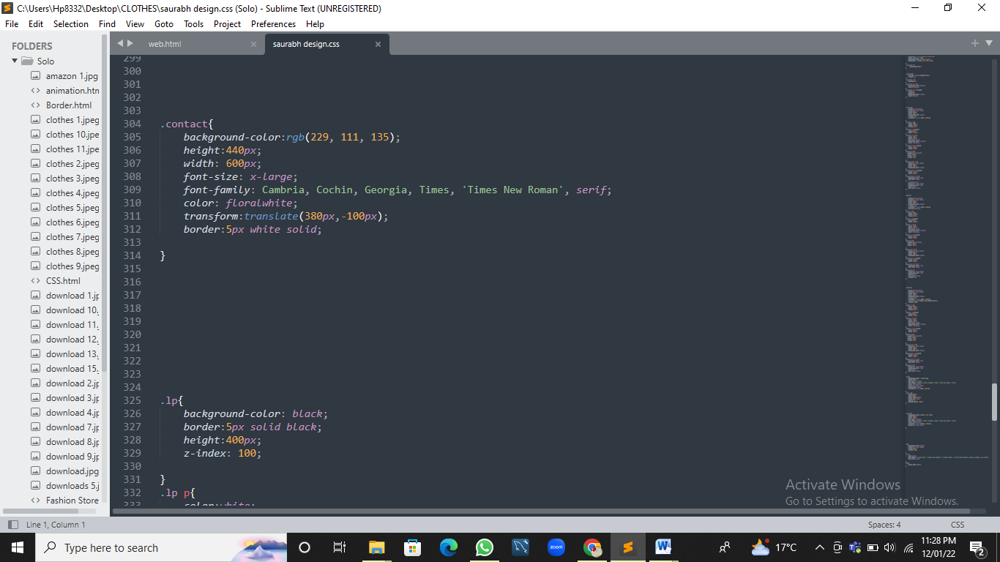 C:\Users\Hp8332\Desktop\CLOTHES\saurabh design.css (Solo) - Sublime Text (UNREGISTERED)
File Edit Selection Find View Goto Tools Project Preferences Help
FOLDERS
Solo
amazon 1.jpg
animation.htn
Border.html
clothes 1.jpeg
clothes 10.jpe
clothes 11.jpe
clothes 2.jpeg
clothes 3.jpeg
clothes 4.jpeg
clothes 5.jpeg
clothes 6.jpeg
clothes 7.jpeg
clothes 8.jpeg
clothes 9.jpeg
CSS.html
download 1.jp
download 10.
download 11.
download 12.
download 13.
download 15.
download 2.jp
download 3.jp
download 4.jp
download 7.jp
download 8.jp
download 9.jp
download.jpg
downloads 5.j
Fashion Store
web.html saurabh design.css
299
300
301
302
303
304 .contact{
305 background-color:rgb(229, 111, 135);
306 height:440px;
307 width: 600px;
308 font-size: x-large;
309 font-family: Cambria, Cochin, Georgia, Times, 'Times New Roman', serif;
310 color: floralwhite;
311 transform:translate(380px,-100px);
312 border:5px white solid;
313
314 }
315
316
317
318
319
320
321
322
323
324
325 .lp{
326 background-color: black;
327 border:5px solid black;
328 height:400px;
329 z-index: 100;
330
331 }
332 .lp p{
333 color:white;
Activate Windows
Go to Settings to activate Windows.
Line 1, Column 1 Spaces: 4 CSS
Type here to search
zoom
17°C
11:28 PM
12/01/22
2